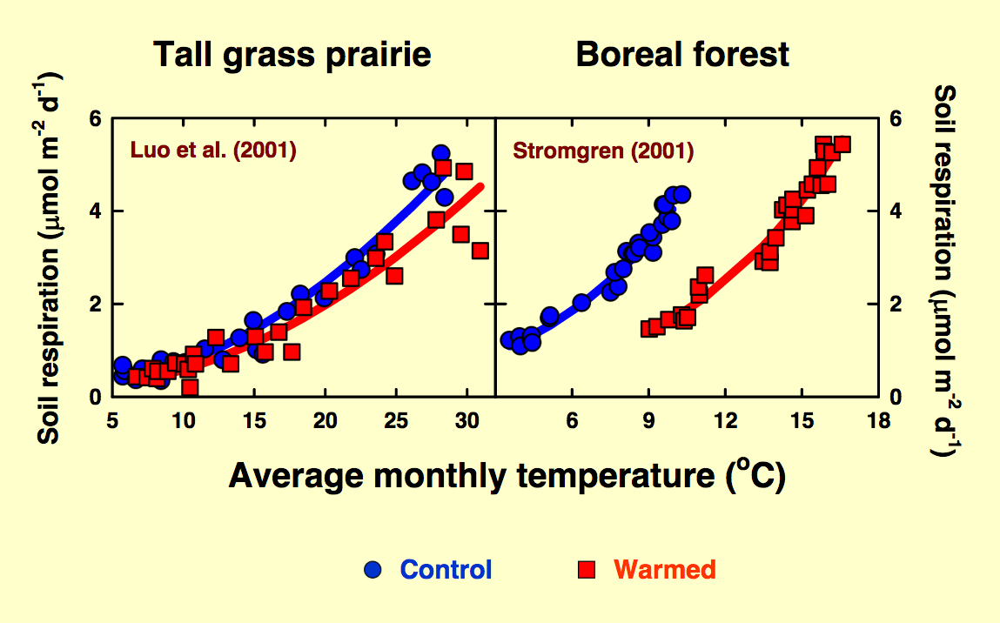 Tall grass prairie
Boreal forest
Soil respiration (μmol m⁻² d⁻¹)
Luo et al. (2001)
Stromgren (2001)
6
4
2
0
6
4
2
0
Soil respiration (μmol m⁻² d⁻¹)
5 10 15 20 25 30
6 9 12 15 18
Average monthly temperature (°C)
Control
Warmed